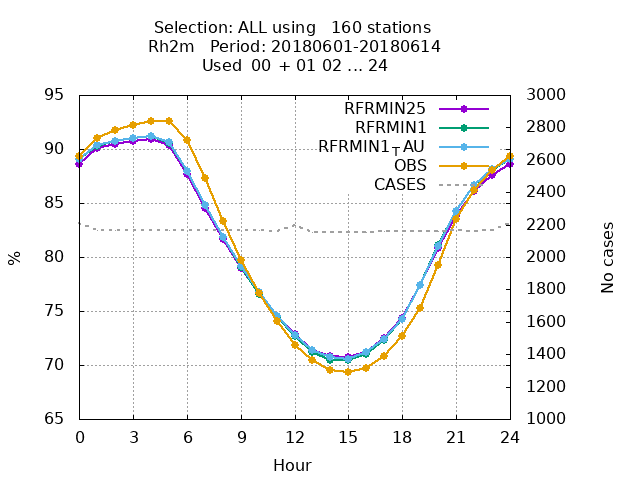 Selection: ALL using   160 stations
Rh2m   Period: 20180601-20180614
Used  00 + 01 02 ... 24
95
90
85
80
75
70
65
%
RFRMIN25
RFRMIN1
RFRMIN1┬AU
OBS
CASES
3000
2800
2600
2400
2200
2000
1800
1600
1400
1200
1000
No cases
0 3 6 9 12 15 18 21 24
Hour